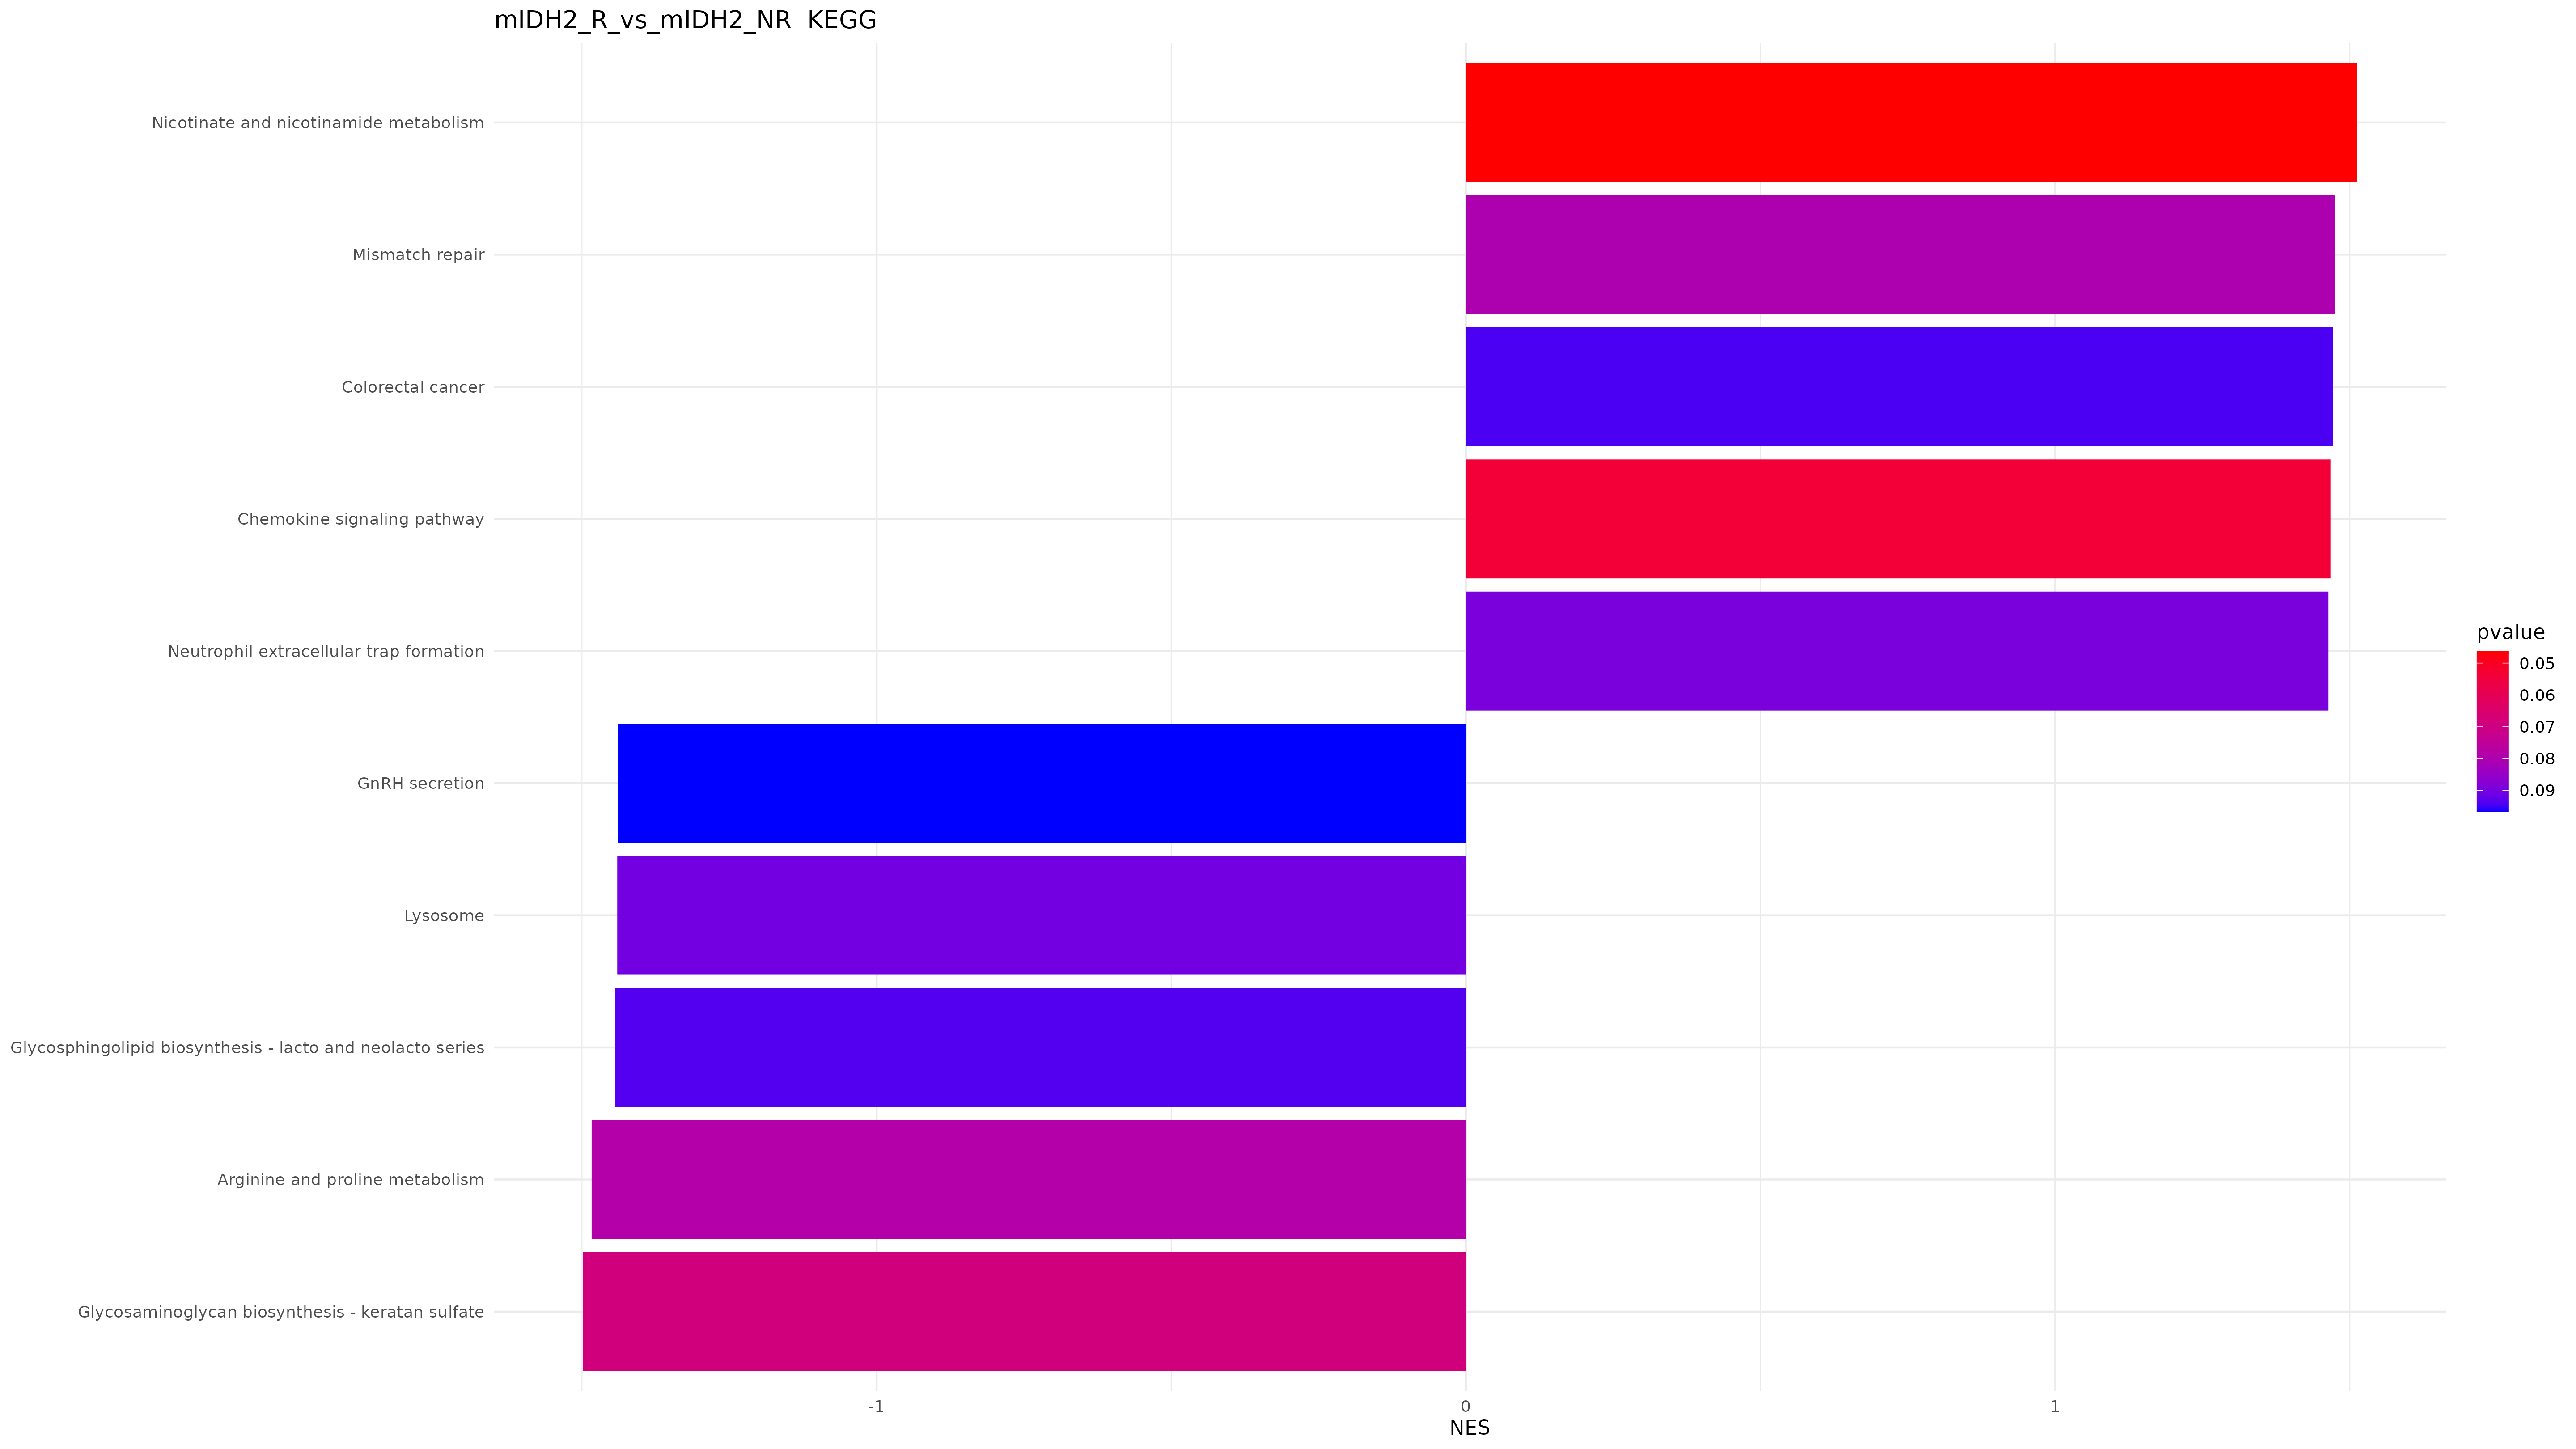 mIDH2_R_vs_mIDH2_NR  KEGG
Nicotinate and nicotinamide metabolism
Mismatch repair
Colorectal cancer
Chemokine signaling pathway
Neutrophil extracellular trap formation
GnRH secretion
Lysosome
Glycosphingolipid biosynthesis - lacto and neolacto series
Arginine and proline metabolism
Glycosaminoglycan biosynthesis - keratan sulfate
-1
0
1
NES
pvalue
0.05
0.06
0.07
0.08
0.09